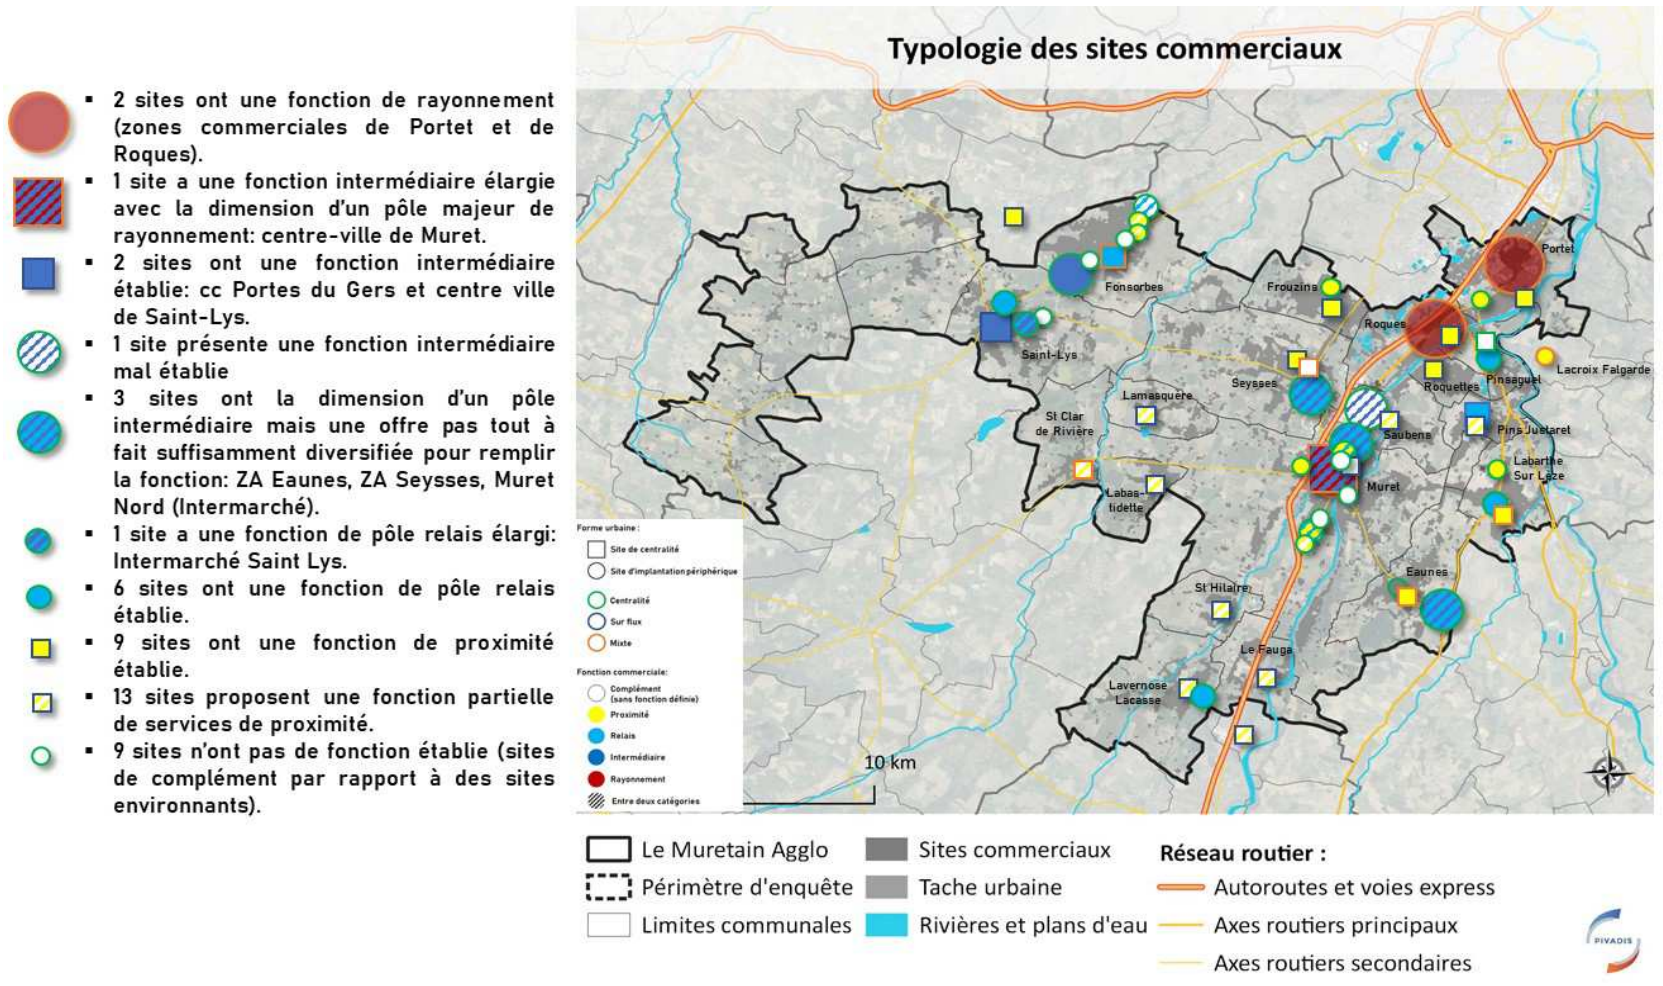 Typologie des sites commerciaux
▪ 2 sites ont une fonction de rayonnement
(zones commerciales de Portet et de
Roques).
▪ 1 site a une fonction intermédiaire élargie
avec la dimension d'un pôle majeur de
rayonnement: centre-ville de Muret.
▪ 2 sites ont une fonction intermédiaire
établie: cc Portes du Gers et centre ville
de Saint-Lys.
▪ 1 site présente une fonction intermédiaire
mal établie
▪ 3 sites ont la dimension d'un pôle
intermédiaire mais une offre pas tout à
fait suffisamment diversifiée pour remplir
la fonction: ZA Eaunes, ZA Seysses, Muret
Nord (Intermarché).
▪ 1 site a une fonction de pôle relais élargi:
Intermarché Saint Lys.
▪ 6 sites ont une fonction de pôle relais
établie.
▪ 9 sites ont une fonction de proximité
établie.
▪ 13 sites proposent une fonction partielle
de services de proximité.
▪ 9 sites n'ont pas de fonction établie (sites
de complément par rapport à des sites
environnants).
Portet
Fonsorbes
Frouzins
Roques
Saint-Lys
Lacroix Falgarde
Seysses
Roquettes
Pinsaguel
Lamasquère
St Clar
de Rivière
Saubens
Pins Justaret
Labarthe
Sur Lèze
Muret
Labas-
tidette
Eaunes
St Hilaire
Le Fauga
Lavernose
Lacasse
10 km
Forme urbaine :
Site de centralité
Site d'implantation périphérique
Centralité
Sur flux
Mixte
Fonction commerciale:
Complément
(sans fonction définie)
Proximité
Relais
Intermédiaire
Rayonnement
Entre deux catégories
Le Muretain Agglo
Périmètre d'enquête
Limites communales
Sites commerciaux
Tache urbaine
Rivières et plans d'eau
Réseau routier :
Autoroutes et voies express
Axes routiers principaux
Axes routiers secondaires
PIVADIS